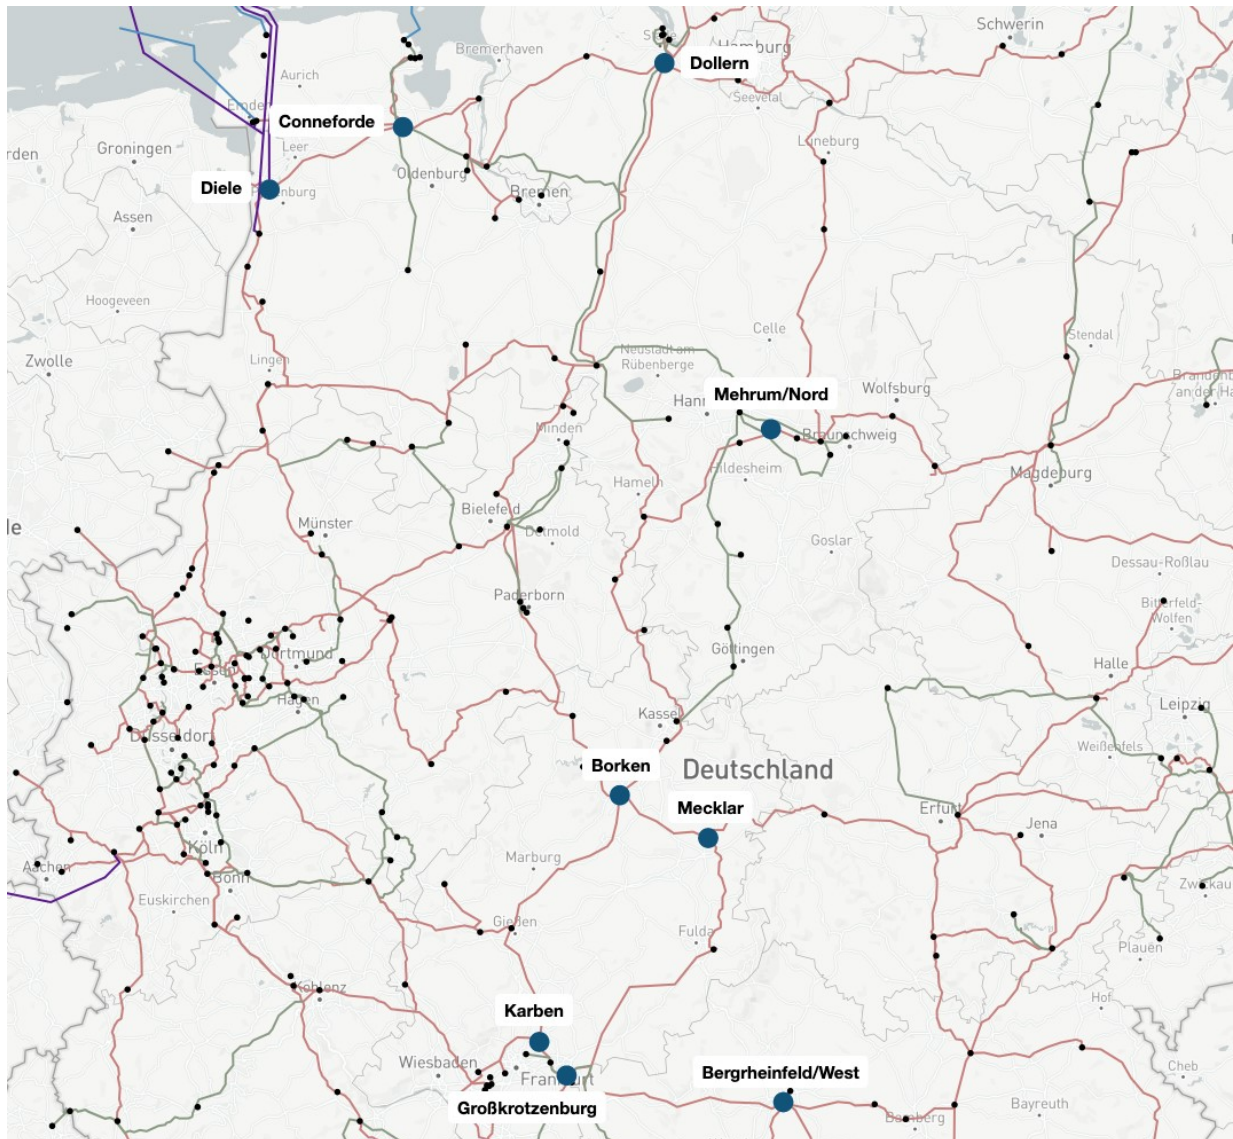 Schwerin
Bremerhaven
Hamburg
Dollern
Aurich
Seevetal
Conneforde
Groningen
Leer
Lüneburg
Oldenburg
Diele
Bremen
Assen
Hoogeveen
Celle
Stendal
Zwolle
Lingen
Neustadt am
Rübenberge
Mehrum/Nord
Wolfsburg
Minden
Braunschweig
Hildesheim
Magdeburg
Hameln
Bielefeld
Münster
Detmold
Goslar
Dessau-Roßlau
Paderborn
Bitterfeld-
Wolfen
Göttingen
Dortmund
Essen
Halle
Hagen
Kassel
Leipzig
Düsseldorf
Weißenfels
Borken
Deutschland
Mecklar
Erfurt
Jena
Köln
Marburg
Aachen
Bonn
Zwickau
Euskirchen
Gießen
Fulda
Plauen
Koblenz
Hof
Karben
Wiesbaden
Cheb
Frankfurt
Bergrheinfeld/West
Großkrotzenburg
Bayreuth
Bamberg